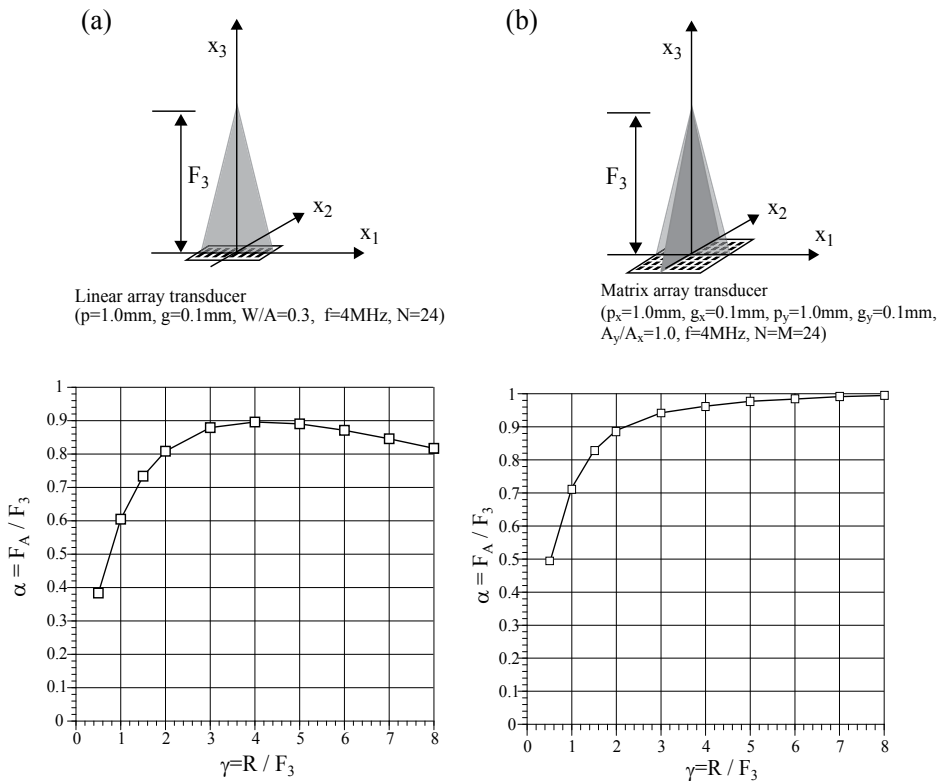 (a)
x3
F3
x2
x1
Linear array transducer
(p=1.0mm, g=0.1mm, W/A=0.3, f=4MHz, N=24)
(b)
x3
F3
x2
x1
Matrix array transducer
(px=1.0mm, gx=0.1mm, py=1.0mm, gy=0.1mm,
Ay/Ax=1.0, f=4MHz, N=M=24)
1
0.9
0.8
0.7
0.6
0.5
0.4
0.3
0.2
0.1
0
α = FA / F3
0 1 2 3 4 5 6 7 8
γ=R / F3
1
0.9
0.8
0.7
0.6
0.5
0.4
0.3
0.2
0.1
0
α = FA / F3
0 1 2 3 4 5 6 7 8
γ=R / F3